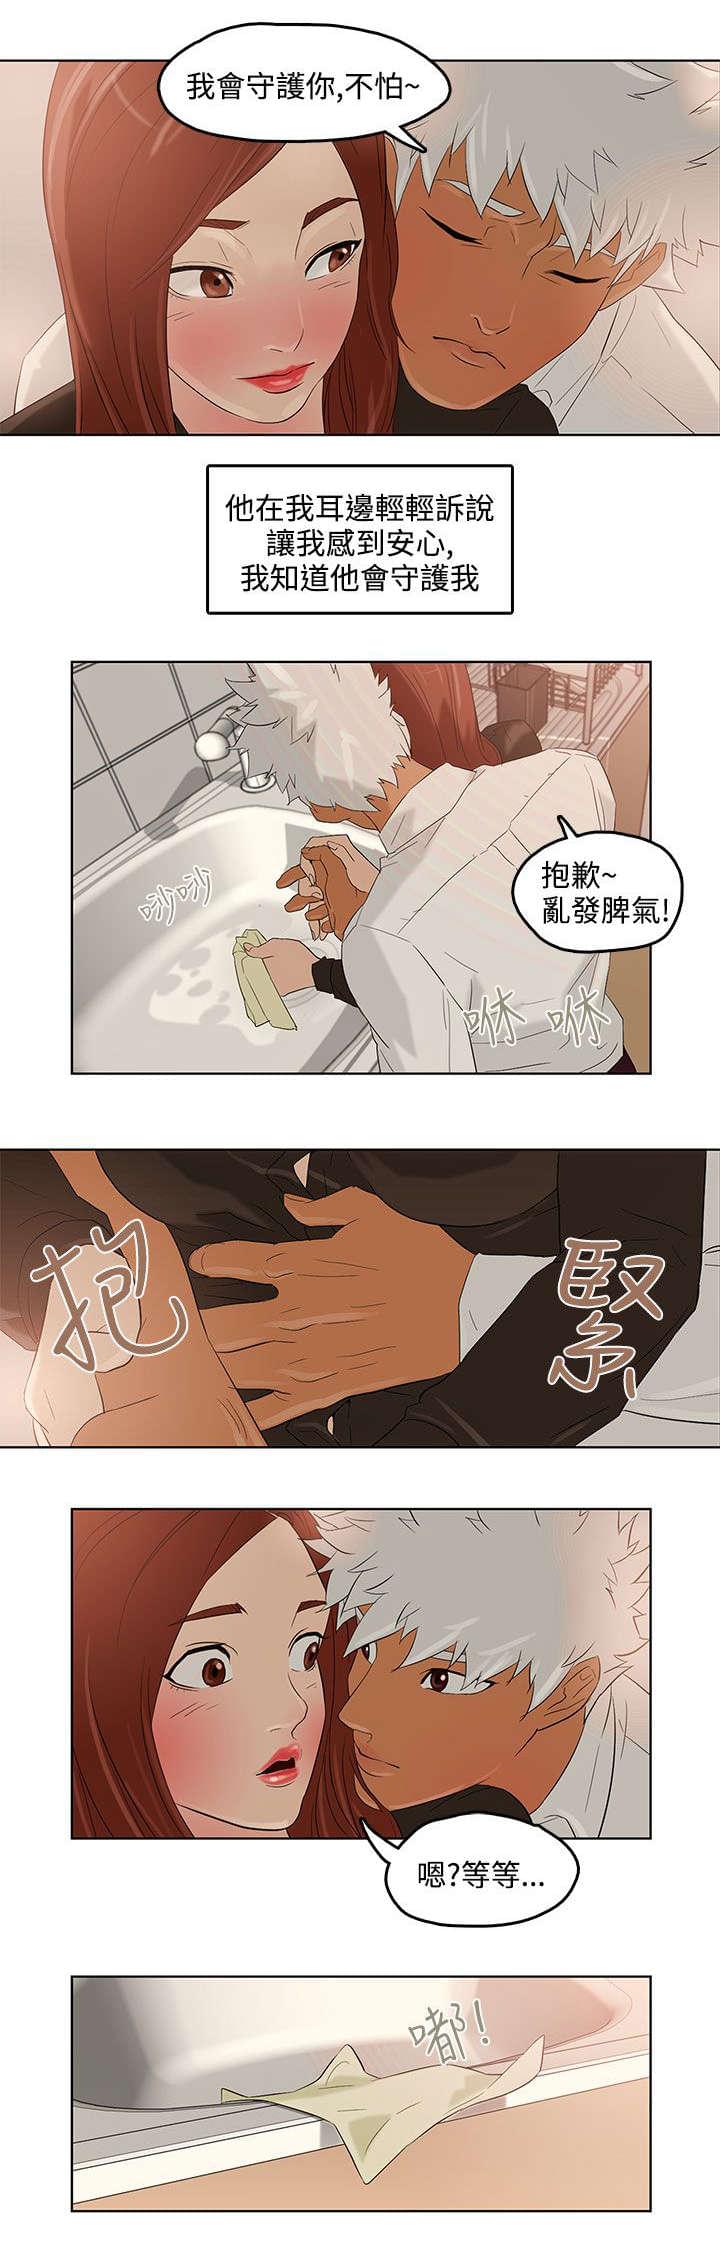 我會守護你,不怕~
他在我耳邊輕輕訴說
讓我感到安心,
我知道他會守護我
抱歉~
亂發脾氣!
唦唦
咻 咻
抱
緊
嗯?等等...
嘟!